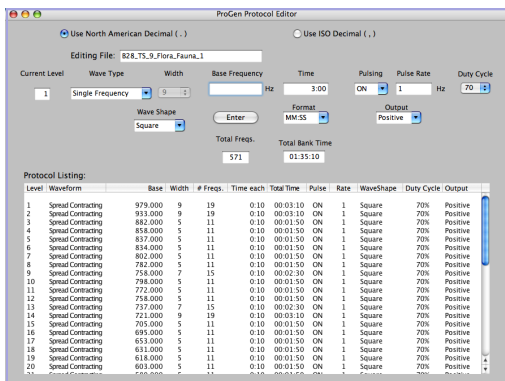 ProGen Protocol Editor
Use North American Decimal ( . ) Use ISO Decimal ( , )
Editing File: B28_TS_9_Flora_Fauna_1
Current Level Wave Type Width Base Frequency Time Pulsing Pulse Rate Duty Cycle
1 Single Frequency 9 Hz 3:00 ON 1 Hz 70
Wave Shape Format Output
Square Enter MM:SS Positive
Total Freqs. Total Bank Time
571 01:35:10
Protocol Listing:
Level Waveform Base Width # Freqs. Time each Total Time Pulse Rate WaveShape Duty Cycle Output
1 Spread Contracting 979.000 9 19 0:10 00:03:10 ON 1 Square 70% Positive
2 Spread Contracting 933.000 9 19 0:10 00:03:10 ON 1 Square 70% Positive
3 Spread Contracting 882.000 5 11 0:10 00:01:50 ON 1 Square 70% Positive
4 Spread Contracting 858.000 5 11 0:10 00:01:50 ON 1 Square 70% Positive
5 Spread Contracting 837.000 5 11 0:10 00:01:50 ON 1 Square 70% Positive
6 Spread Contracting 834.000 5 11 0:10 00:01:50 ON 1 Square 70% Positive
7 Spread Contracting 802.000 5 11 0:10 00:01:50 ON 1 Square 70% Positive
8 Spread Contracting 782.000 5 11 0:10 00:01:50 ON 1 Square 70% Positive
9 Spread Contracting 758.000 7 15 0:10 00:02:30 ON 1 Square 70% Positive
10 Spread Contracting 798.000 5 11 0:10 00:01:50 ON 1 Square 70% Positive
11 Spread Contracting 772.000 5 11 0:10 00:01:50 ON 1 Square 70% Positive
12 Spread Contracting 758.000 5 11 0:10 00:01:50 ON 1 Square 70% Positive
13 Spread Contracting 737.000 7 15 0:10 00:02:30 ON 1 Square 70% Positive
14 Spread Contracting 721.000 9 19 0:10 00:03:10 ON 1 Square 70% Positive
15 Spread Contracting 705.000 5 11 0:10 00:01:50 ON 1 Square 70% Positive
16 Spread Contracting 695.000 5 11 0:10 00:01:50 ON 1 Square 70% Positive
17 Spread Contracting 653.000 5 11 0:10 00:01:50 ON 1 Square 70% Positive
18 Spread Contracting 631.000 5 11 0:10 00:01:50 ON 1 Square 70% Positive
19 Spread Contracting 618.000 5 11 0:10 00:01:50 ON 1 Square 70% Positive
20 Spread Contracting 603.000 5 11 0:10 00:01:50 ON 1 Square 70% Positive